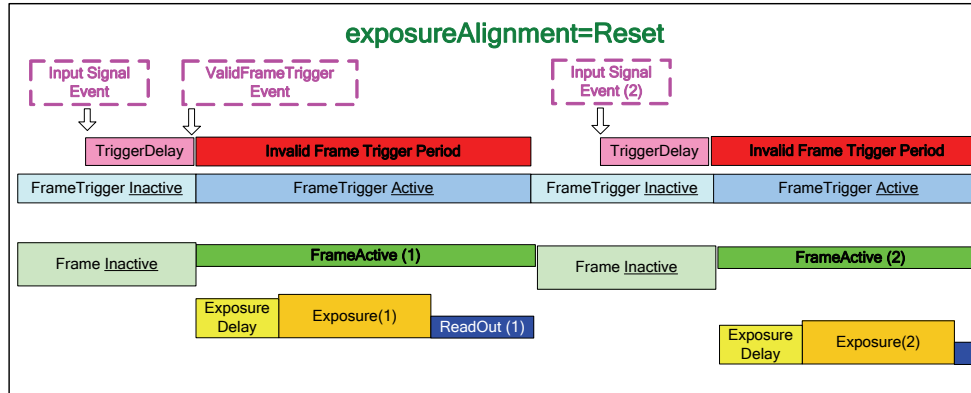 exposureAlignment=Reset
Input Signal
Event
ValidFrameTrigger
Event
Input Signal
Event (2)
TriggerDelay
Invalid Frame Trigger Period
TriggerDelay
Invalid Frame Trigger Period
FrameTrigger Inactive
FrameTrigger Active
FrameTrigger Inactive
FrameTrigger Active
Frame Inactive
FrameActive (1)
Frame Inactive
FrameActive (2)
Exposure
Delay
Exposure(1)
ReadOut (1)
Exposure
Delay
Exposure(2)